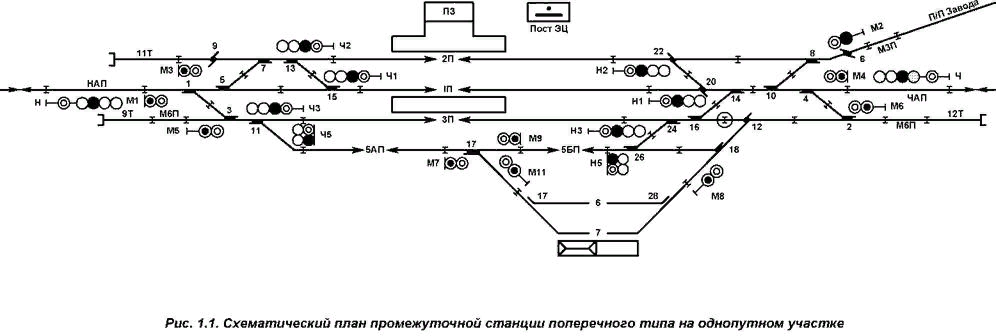 ПЗ
Пост ЭЦ
П/П Завода
М2
Ч2
9
11Т
М3
2П
22
8
6
МЗП
7
13
Н2
М4
Ч
Ч1
НАП
5
1
15
1П
20
10
4
ЧАП
Н
М1
Ч3
Н1
14
М6
9Т
М6П
3
3П
16
12
2
М6П
12Т
М5
11
Ч5
М9
Н3
24
5АП
17
5БП
26
18
М7
М11
Н5
М8
17
6
28
7
Рис. 1.1. Схематический план промежуточной станции поперечного типа на однопутном участке